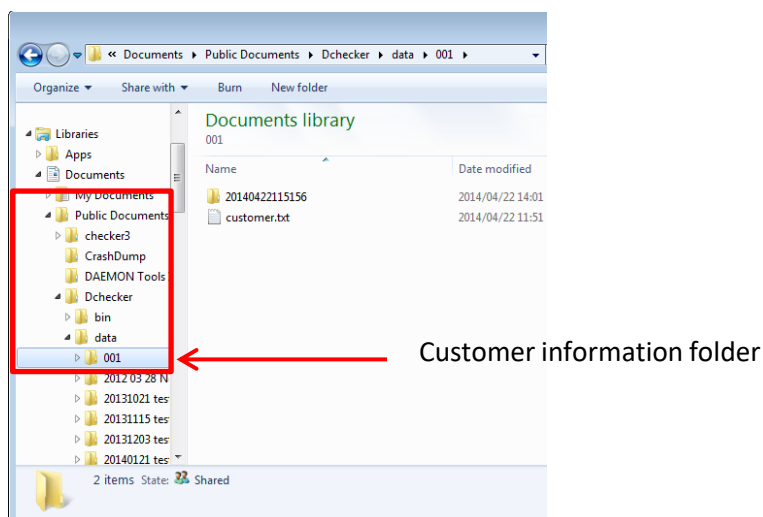 « Documents ▸ Public Documents ▸ Dchecker ▸ data ▸ 001 ▸
Organize Share with Burn New folder
Libraries
Apps
Documents
My Documents
Public Documents
checker3
CrashDump
DAEMON Tools
Dchecker
bin
data
001
2012 03 28 N
20131021 tes
20131115 tes
20131203 tes
20140121 tes
Documents library
001
Name Date modified
20140422115156 2014/04/22 14:01
customer.txt 2014/04/22 11:51
Customer information folder
2 items State: Shared